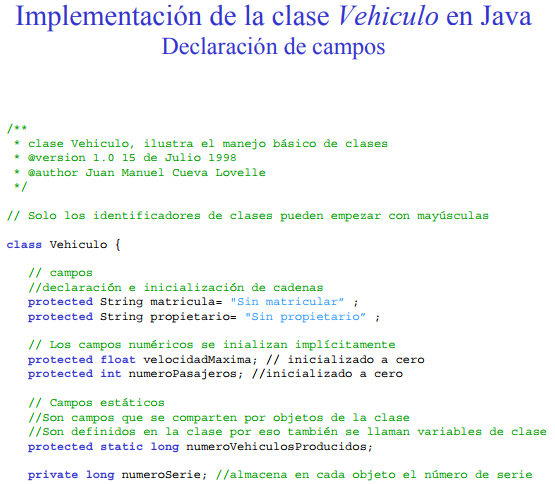 Implementación de la clase Vehiculo en Java
Declaración de campos
/**
 * clase Vehiculo, ilustra el manejo básico de clases
 * @version 1.0 15 de Julio 1998
 * @author Juan Manuel Cueva Lovelle
 */
// Solo los identificadores de clases pueden empezar con mayúsculas
class Vehiculo {
// campos
//declaración e inicialización de cadenas
protected String matricula= "Sin matricular” ;
protected String propietario= "Sin propietario” ;
// Los campos numéricos se inializan implícitamente
protected float velocidadMaxima; // inicializado a cero
protected int numeroPasajeros; //inicializado a cero
// Campos estáticos
//Son campos que se comparten por objetos de la clase
//Son definidos en la clase por eso también se llaman variables de clase
protected static long numeroVehiculosProducidos;
private long numeroSerie; //almacena en cada objeto el número de serie